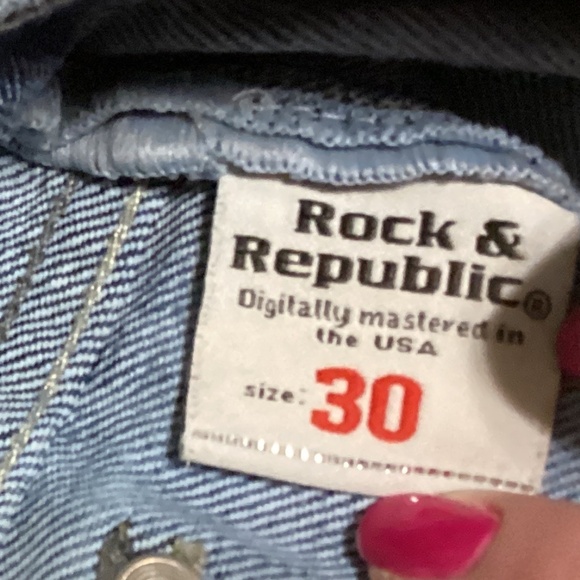 Rock &
Republic®
Digitally mastered in
the USA
size: 30